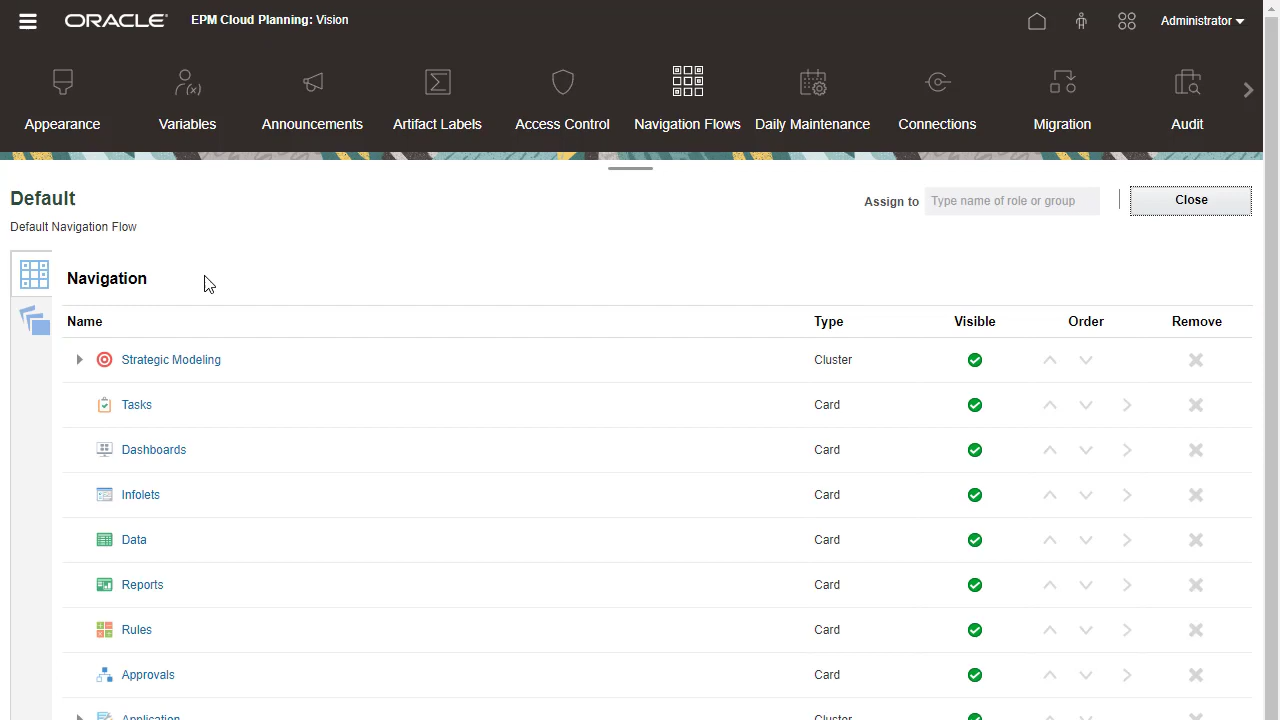 ORACLE EPM Cloud Planning: Vision Administrator
Appearance Variables Announcements Artifact Labels Access Control Navigation Flows Daily Maintenance Connections Migration Audit
Default
Assign to Type name of role or group Close
Default Navigation Flow
Navigation
Name Type Visible Order Remove
Strategic Modeling Cluster
Tasks Card
Dashboards Card
Infolets Card
Data Card
Reports Card
Rules Card
Approvals Card
Application Cluster